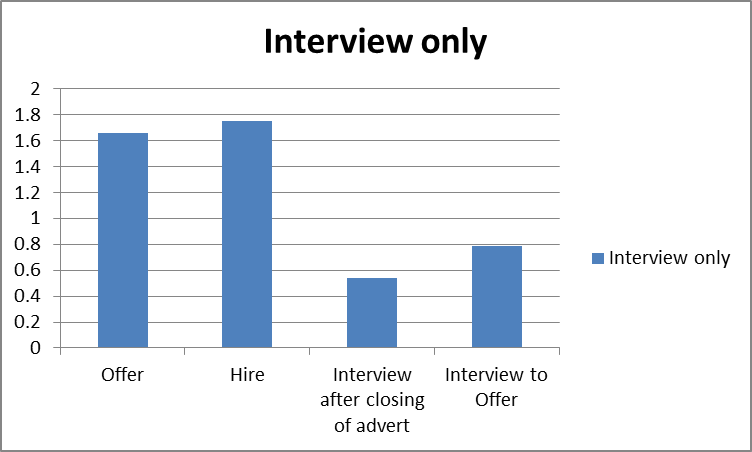 Interview only
2
1.8
1.6
1.4
1.2
1
0.8
0.6
0.4
0.2
0
Offer
Hire
Interview
after closing
of advert
Interview to
Offer
Interview only